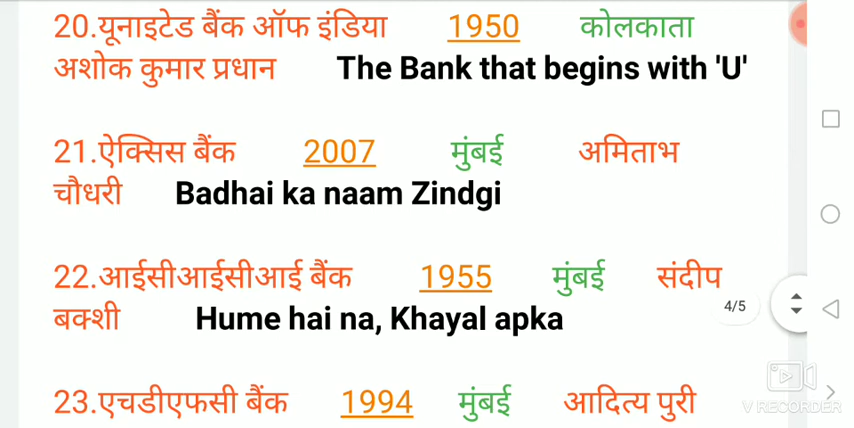 20.यूनाइटेड बैंक ऑफ इंडिया 1950 कोलकाता
अशोक कुमार प्रधान The Bank that begins with 'U'
21.ऐक्सिस बैंक 2007 मुंबई अमिताभ
चौधरी Badhai ka naam Zindgi
22.आईसीआईसीआई बैंक 1955 मुंबई संदीप
बक्शी Hume hai na, Khayal apka
4/5
23.एचडीएफसी बैंक 1994 मुंबई आदित्य पुरी
V RECORDER